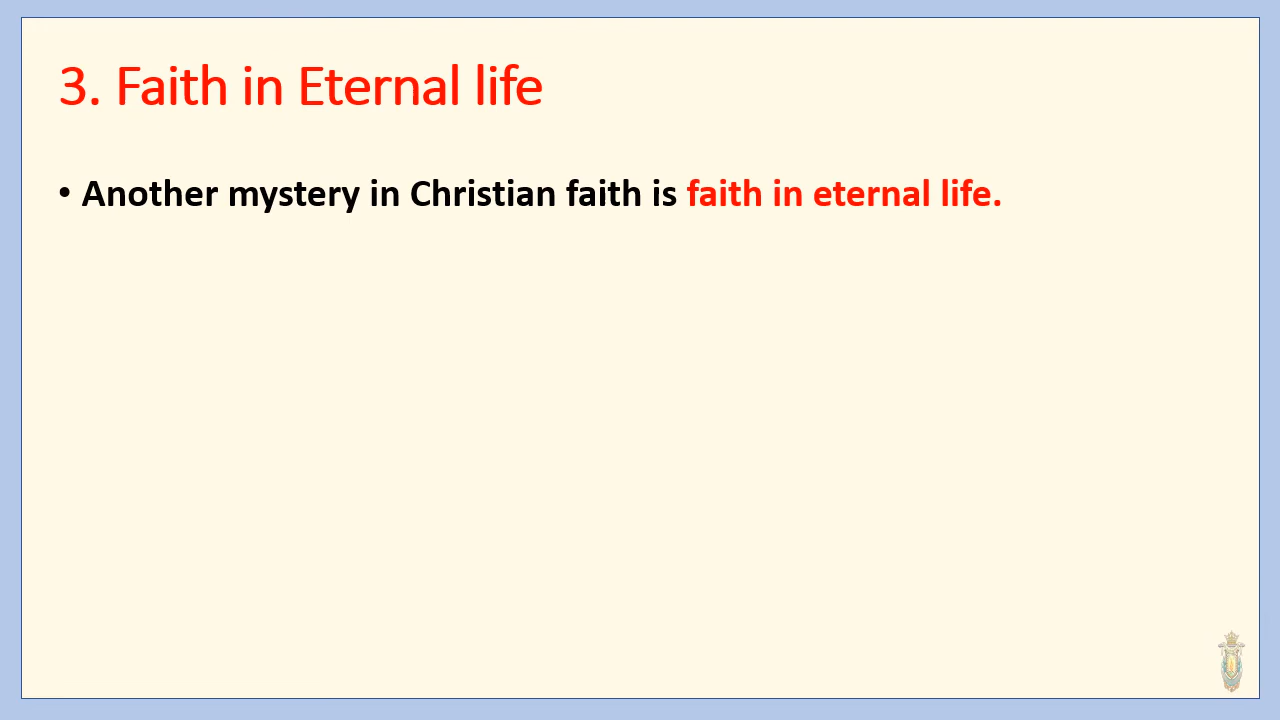 3. Faith in Eternal life
• Another mystery in Christian faith is faith in eternal life.